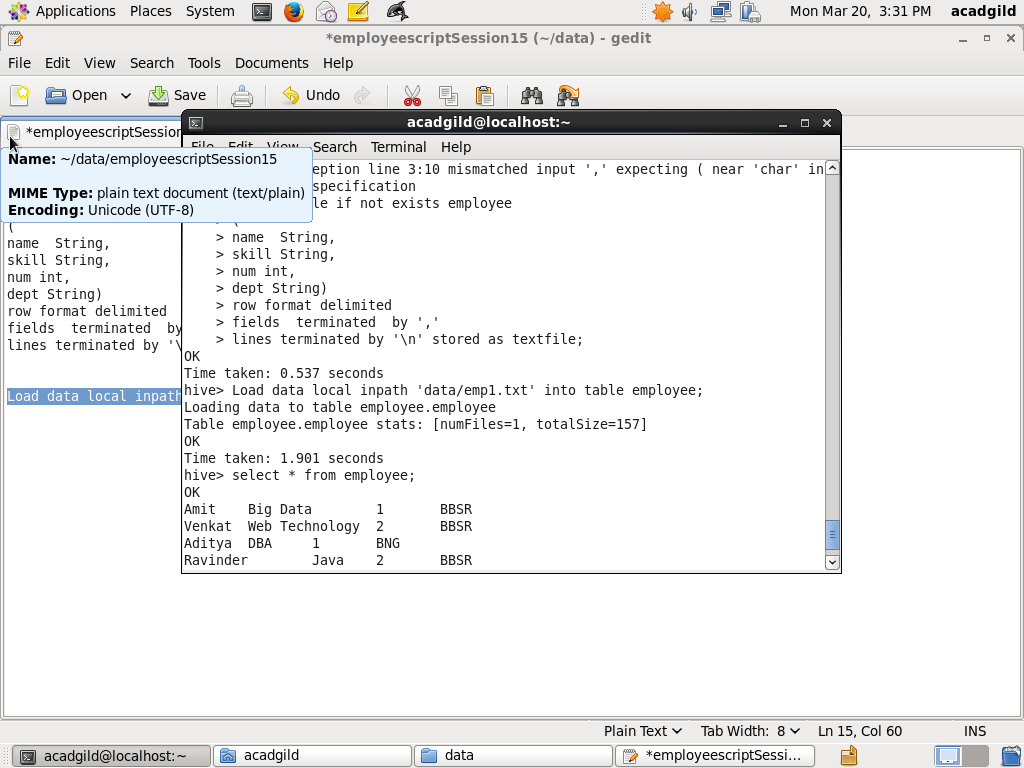 Applications Places System Mon Mar 20, 3:31 PM acadgild
*employeescriptSession15 (~/data) - gedit
File Edit View Search Tools Documents Help
Open Save Undo
*employeescriptSession
Name: ~/data/employeescriptSession15
MIME Type: plain text document (text/plain)
Encoding: Unicode (UTF-8)
(
name String,
skill String,
num int,
dept String)
row format delimited
fields terminated by
lines terminated by '\
Load data local inpath
acadgild@localhost:~
File Edit View Search Terminal Help
eption line 3:10 mismatched input ',' expecting ( near 'char' in
specification
le if not exists employee
> (
> name String,
> skill String,
> num int,
> dept String)
> row format delimited
> fields terminated by ','
> lines terminated by '\n' stored as textfile;
OK
Time taken: 0.537 seconds
hive> Load data local inpath 'data/emp1.txt' into table employee;
Loading data to table employee.employee
Table employee.employee stats: [numFiles=1, totalSize=157]
OK
Time taken: 1.901 seconds
hive> select * from employee;
OK
Amit Big Data 1 BBSR
Venkat Web Technology 2 BBSR
Aditya DBA 1 BNG
Ravinder Java 2 BBSR
Plain Text Tab Width: 8 Ln 15, Col 60 INS
acadgild@localhost:~ acadgild data *employeescriptSessi...